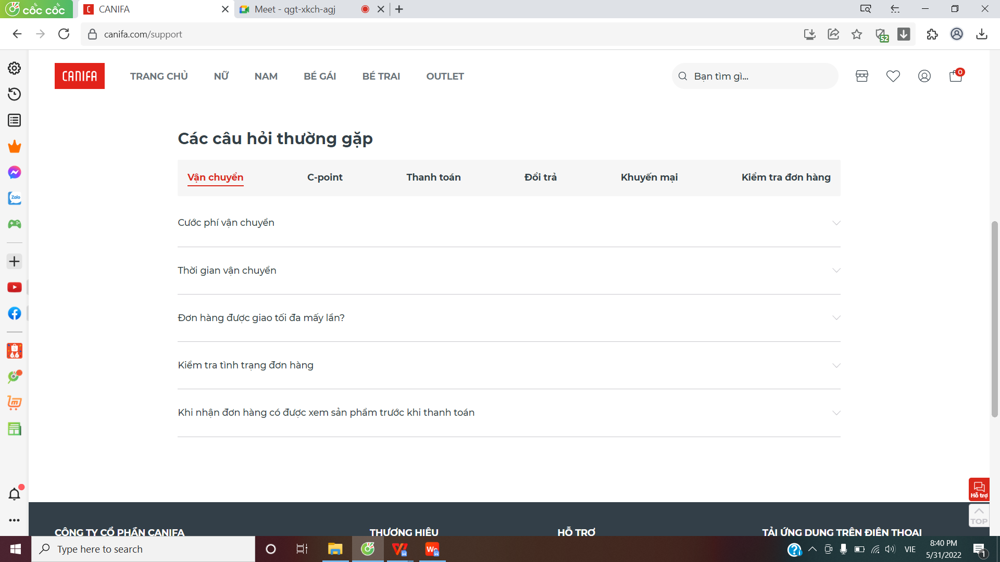 cốc cốc
CANIFA
Meet - qgt-xkch-agj
canifa.com/support
52
CANIFA
TRANG CHỦ
NỮ
NAM
BÉ GÁI
BÉ TRAI
OUTLET
Bạn tìm gì...
0
Các câu hỏi thường gặp
Vận chuyển
C-point
Thanh toán
Đổi trả
Khuyến mại
Kiểm tra đơn hàng
Cước phí vận chuyển
Thời gian vận chuyển
Đơn hàng được giao tối đa mấy lần?
Kiểm tra tình trạng đơn hàng
Khi nhận đơn hàng có được xem sản phẩm trước khi thanh toán
Zalo
6.6
Hỗ trợ
TOP
CÔNG TY CỔ PHẦN CANIFA
THƯƠNG HIỆU
HỖ TRỢ
TẢI ỨNG DỤNG TRÊN ĐIỆN THOẠI
Type here to search
VIE
8:40 PM
5/31/2022
1